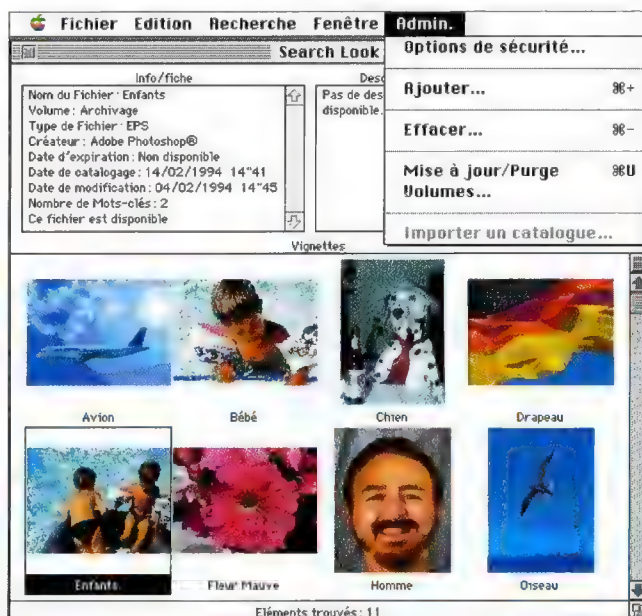 Fichier Edition Recherche Fenêtre Admin.
Search Look
Options de sécurité...
Ajouter... ⌘+
Effacer... ⌘-
Mise à jour/Purge ⌘U
Volumes...
Importer un catalogue...
Info/fiche
Nom du Fichier : Enfants
Volume : Archivage
Type de Fichier : EPS
Créateur : Adobe Photoshop®
Date d'expiration : Non disponible
Date de catalogage : 14/02/1994 14"41
Date de modification : 04/02/1994 14"45
Nombre de Mots-clés : 2
Ce fichier est disponible
Desc
Pas de des
disponible.
Vignettes
Avion Bébé Chien Drapeau
Enfants Fleur Mauve Homme Oiseau
Eléments trouvés : 11